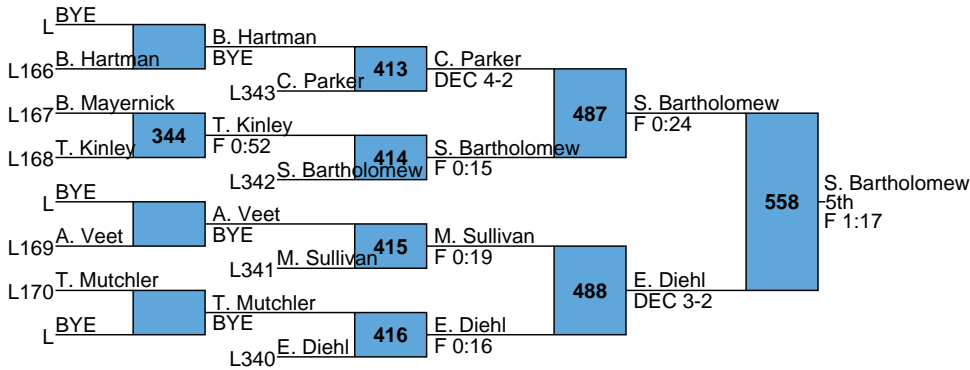 L BYE
B. Hartman
BYE
L166 B. Hartman
413
C. Parker
DEC 4-2
L343 C. Parker
L167 B. Mayernick
487
S. Bartholomew
F 0:24
344
T. Kinley
F 0:52
L168 T. Kinley
414
S. Bartholomew
F 0:15
L342 S. Bartholomew
558
S. Bartholomew
5th
F 1:17
L BYE
A. Veet
BYE
L169 A. Veet
415
M. Sullivan
F 0:19
L341 M. Sullivan
L170 T. Mutchler
488
E. Diehl
DEC 3-2
T. Mutchler
BYE
L BYE
416
E. Diehl
F 0:16
L340 E. Diehl